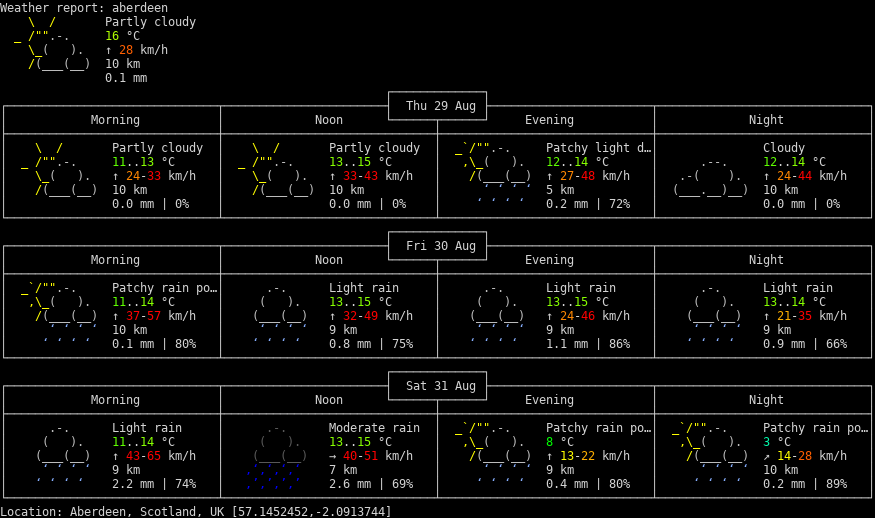 Weather report: aberdeen
Partly cloudy
16 °C
↑ 28 km/h
10 km
0.1 mm
Thu 29 Aug
Morning Noon Evening Night
Partly cloudy Partly cloudy Patchy light d… Cloudy
11..13 °C 13..15 °C 12..14 °C 12..14 °C
↑ 24-33 km/h ↑ 33-43 km/h ↑ 27-48 km/h ↑ 24-44 km/h
10 km 10 km 5 km 10 km
0.0 mm | 0% 0.0 mm | 0% 0.2 mm | 72% 0.0 mm | 0%
Fri 30 Aug
Morning Noon Evening Night
Patchy rain po… Light rain Light rain Light rain
11..14 °C 13..15 °C 13..15 °C 13..14 °C
↑ 37-57 km/h ↑ 32-49 km/h ↑ 24-46 km/h ↑ 21-35 km/h
10 km 9 km 9 km 9 km
0.1 mm | 80% 0.8 mm | 75% 1.1 mm | 86% 0.9 mm | 66%
Sat 31 Aug
Morning Noon Evening Night
Light rain Moderate rain Patchy rain po… Patchy rain po…
11..14 °C 13..15 °C 8 °C 3 °C
↑ 43-65 km/h → 40-51 km/h ↑ 13-22 km/h ↗ 14-28 km/h
9 km 7 km 9 km 10 km
2.2 mm | 74% 2.6 mm | 69% 0.4 mm | 80% 0.2 mm | 89%
Location: Aberdeen, Scotland, UK [57.1452452,-2.0913744]